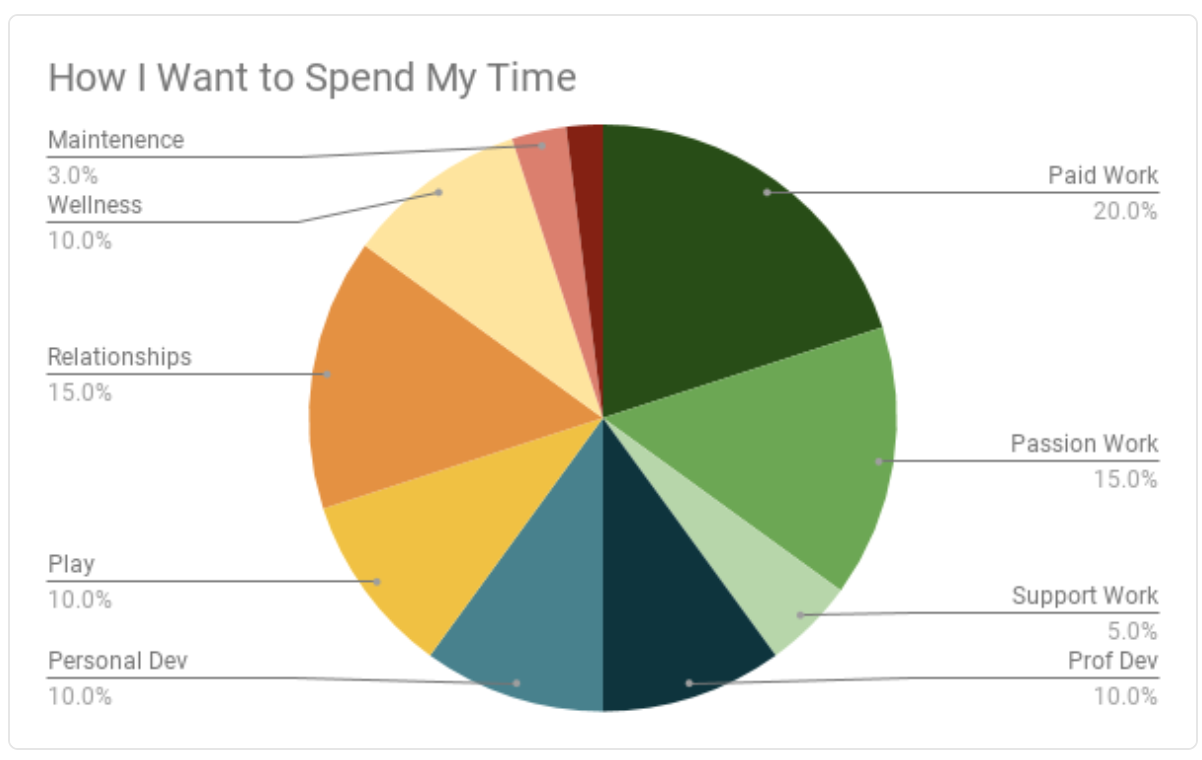 How I Want to Spend My Time
Maintenence
3.0%
Wellness
10.0%
Relationships
15.0%
Play
10.0%
Personal Dev
10.0%
Paid Work
20.0%
Passion Work
15.0%
Support Work
5.0%
Prof Dev
10.0%